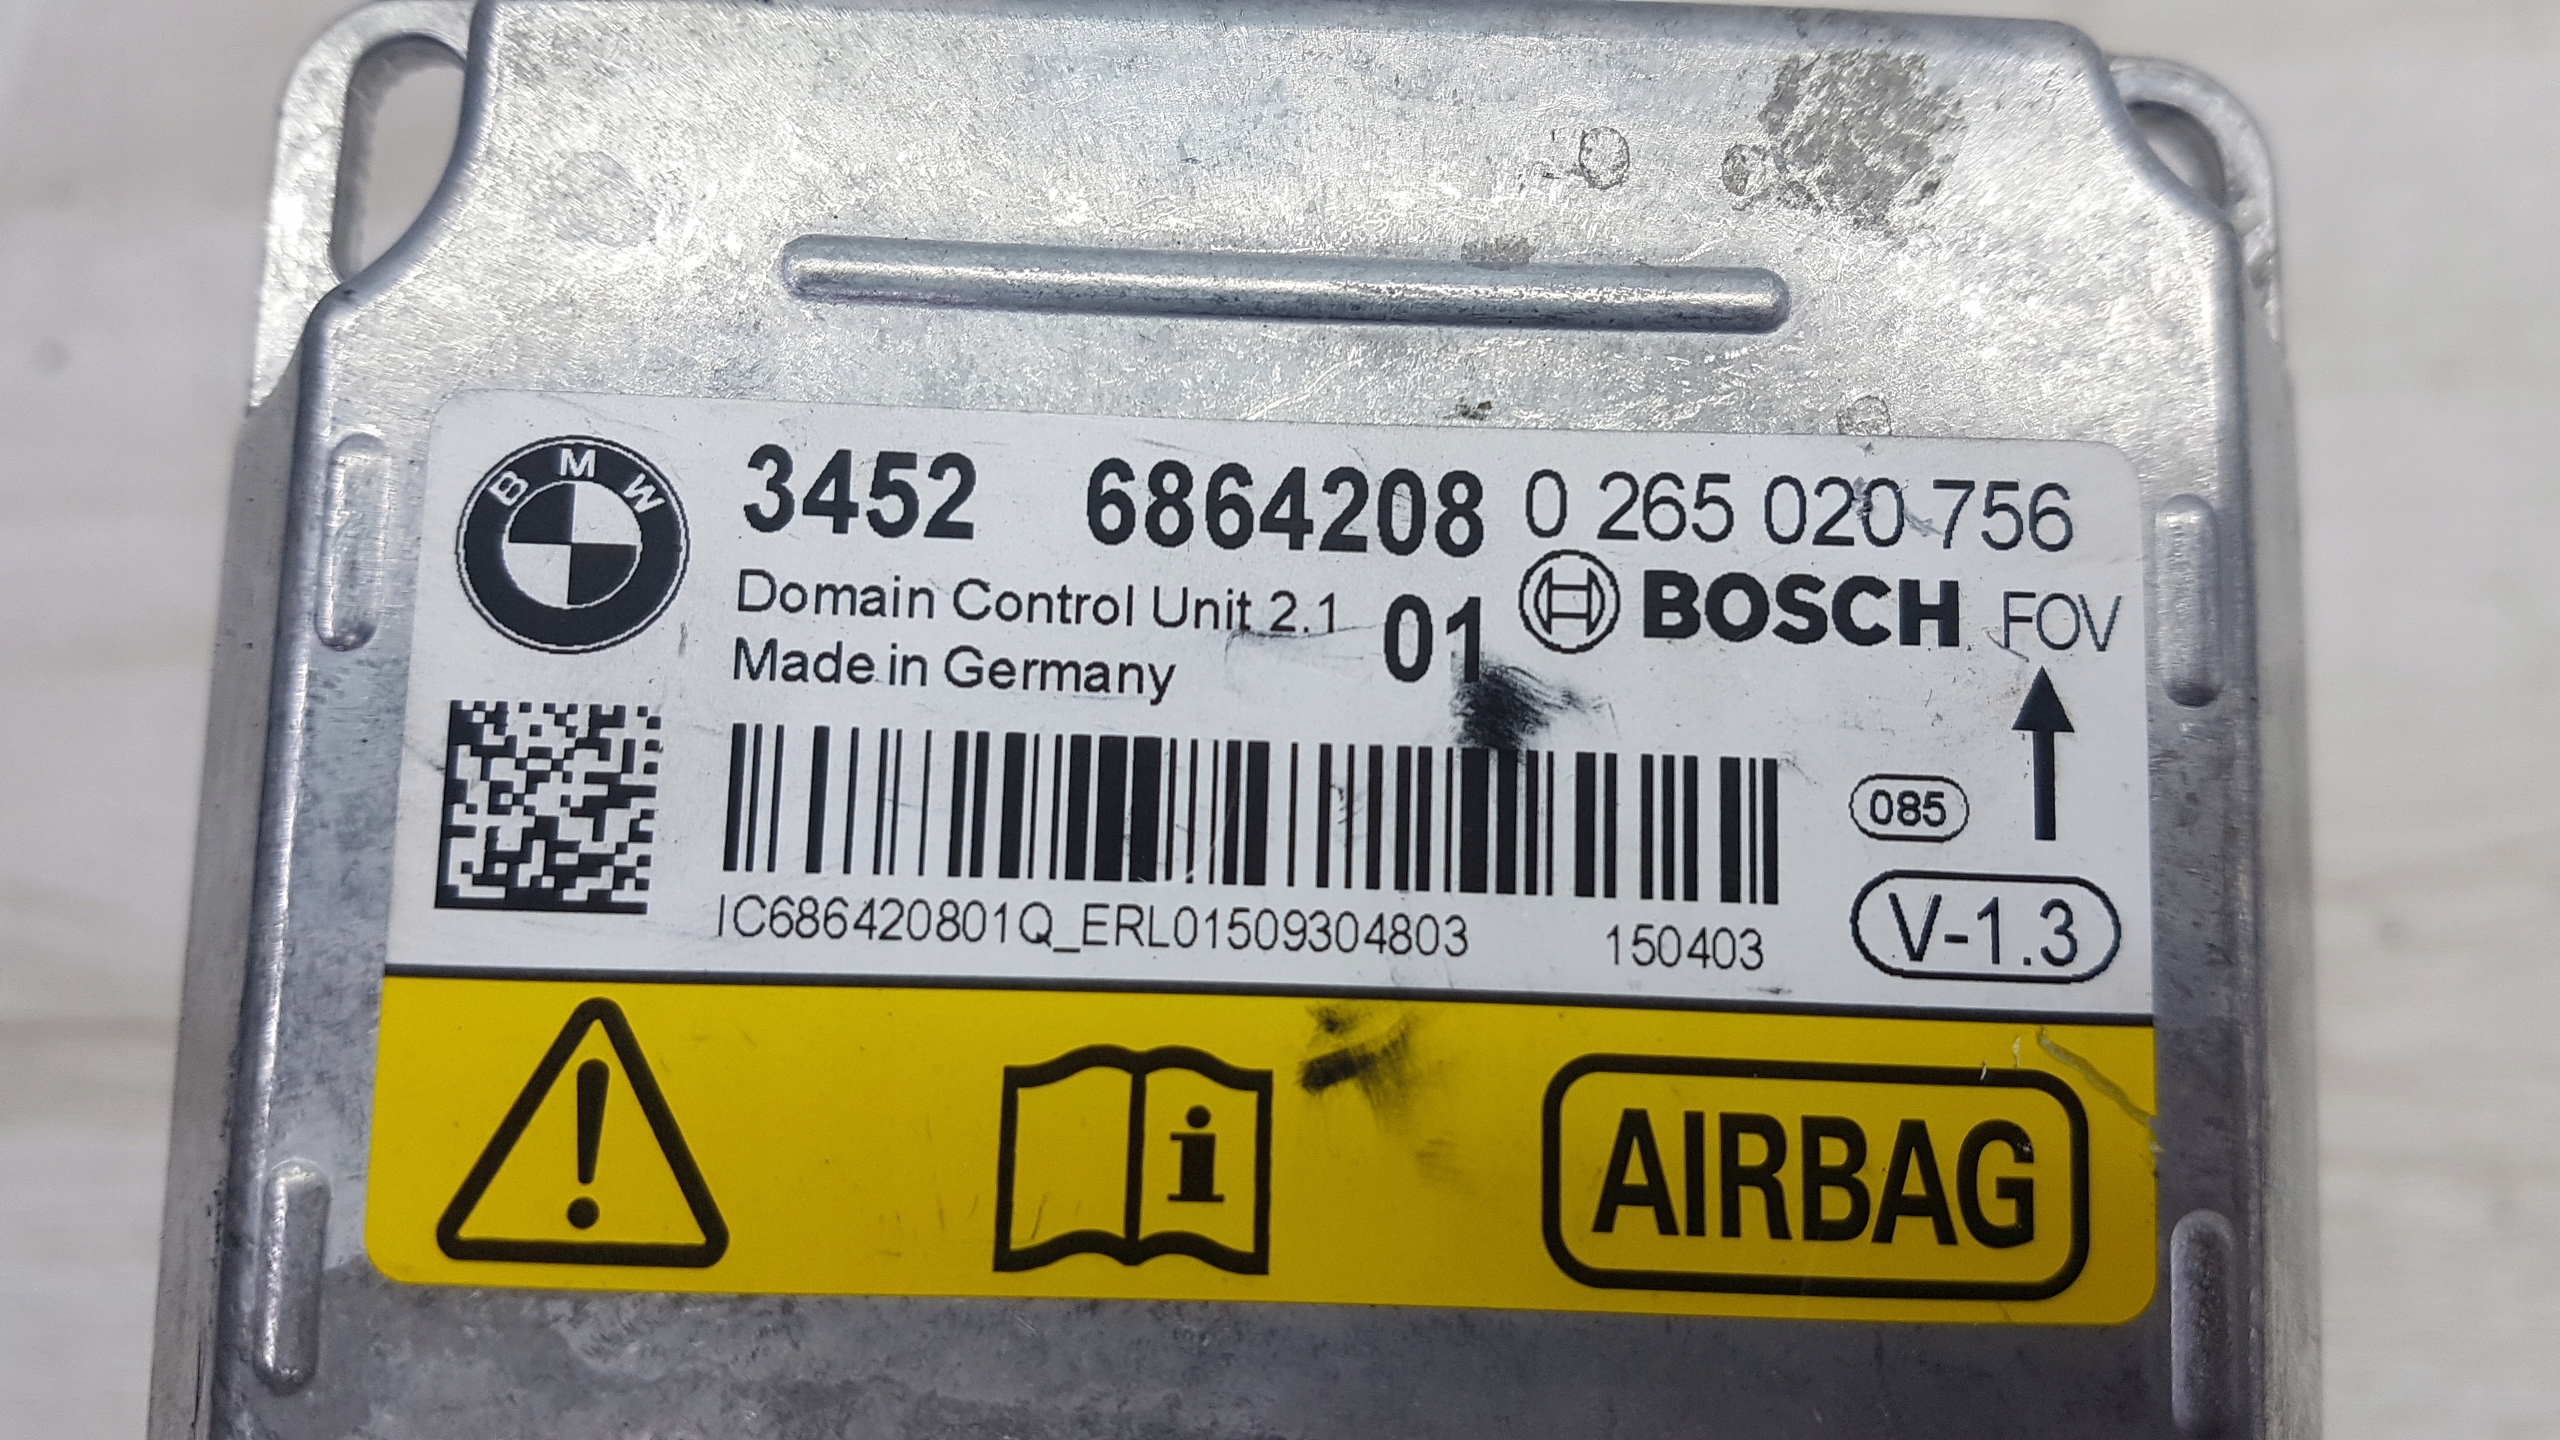 BMW
3452 6864208 0 265 020 756
Domain Control Unit 2.1 01 BOSCH FOV
Made in Germany
085
IC686420801Q_ERL01509304803 150403 V-1.3
i AIRBAG